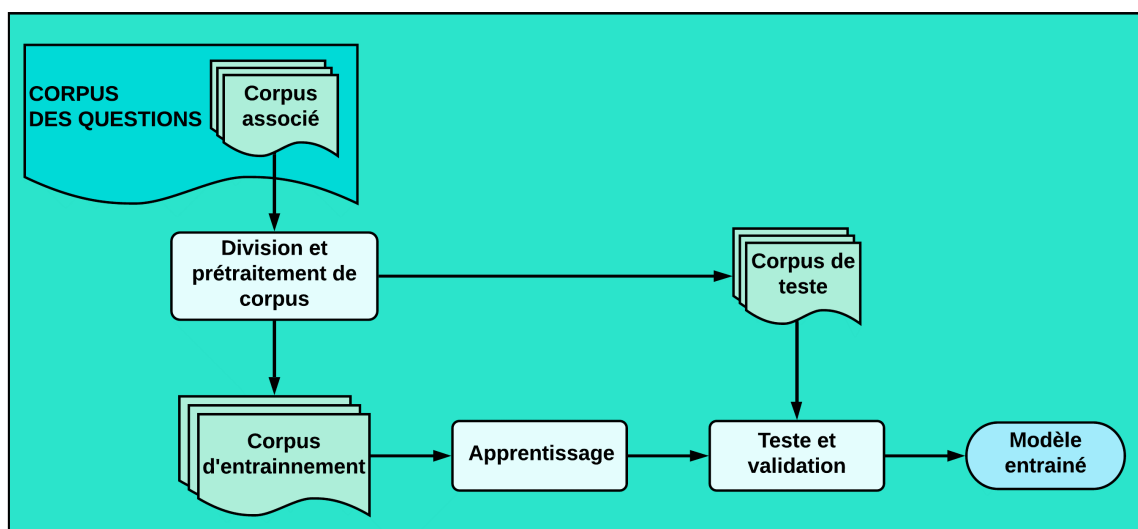 CORPUS
DES QUESTIONS
Corpus
associé
Division et
prétraitement de
corpus
Corpus de
teste
Corpus
d'entrainnement
Apprentissage
Teste et
validation
Modèle
entrainé